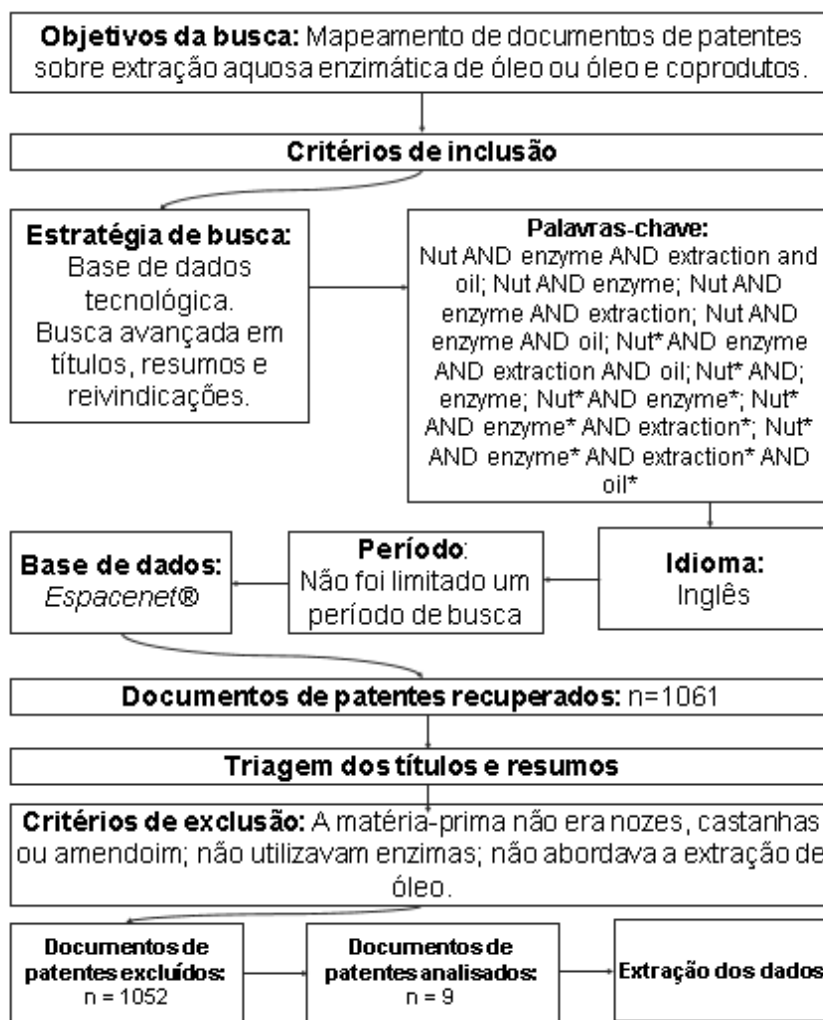 Objetivos da busca: Mapeamento de documentos de patentes
sobre extração aquosa enzimática de óleo ou óleo e coprodutos.
Critérios de inclusão
Estratégia de busca:
Base de dados
tecnológica.
Busca avançada em
títulos, resumos e
reivindicações.
Palavras-chave:
Nut AND enzyme AND extraction and
oil; Nut AND enzyme; Nut AND
enzyme AND extraction; Nut AND
enzyme AND oil; Nut* AND enzyme
AND extraction AND oil; Nut* AND;
enzyme; Nut* AND enzyme*; Nut*
AND enzyme* AND extraction*; Nut*
AND enzyme* AND extraction* AND
oil*
Base de dados:
Espacenet®
Período:
Não foi limitado um
período de busca
Idioma:
Inglês
Documentos de patentes recuperados: n=1061
Triagem dos títulos e resumos
Critérios de exclusão: A matéria-prima não era nozes, castanhas
ou amendoim; não utilizavam enzimas; não abordava a extração de
óleo.
Documentos de
patentes excluídos:
n = 1052
Documentos de
patentes analisados:
n = 9
Extração dos dados